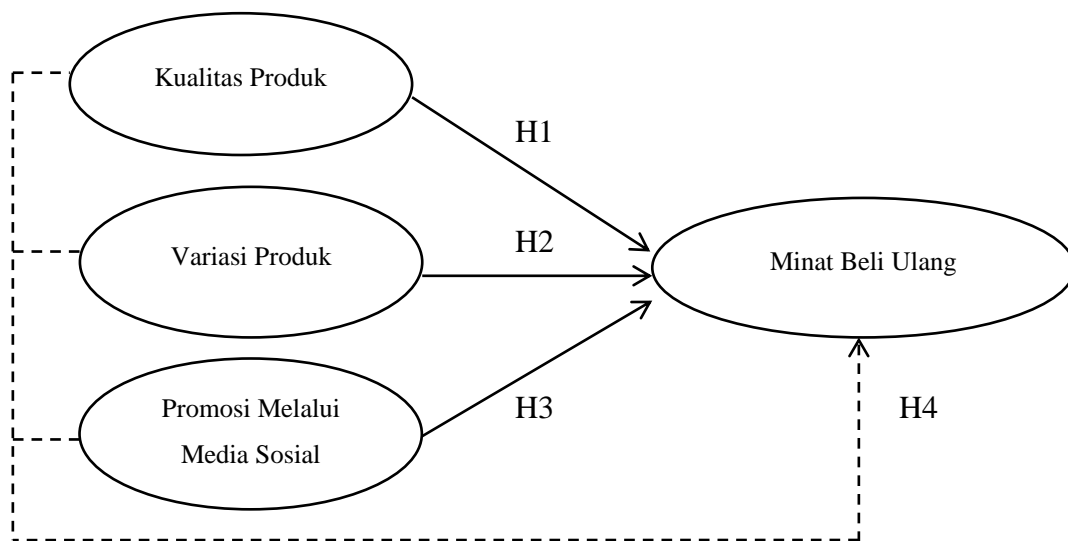 Kualitas Produk
H1
Variasi Produk
H2
Minat Beli Ulang
Promosi Melalui
Media Sosial
H3
H4